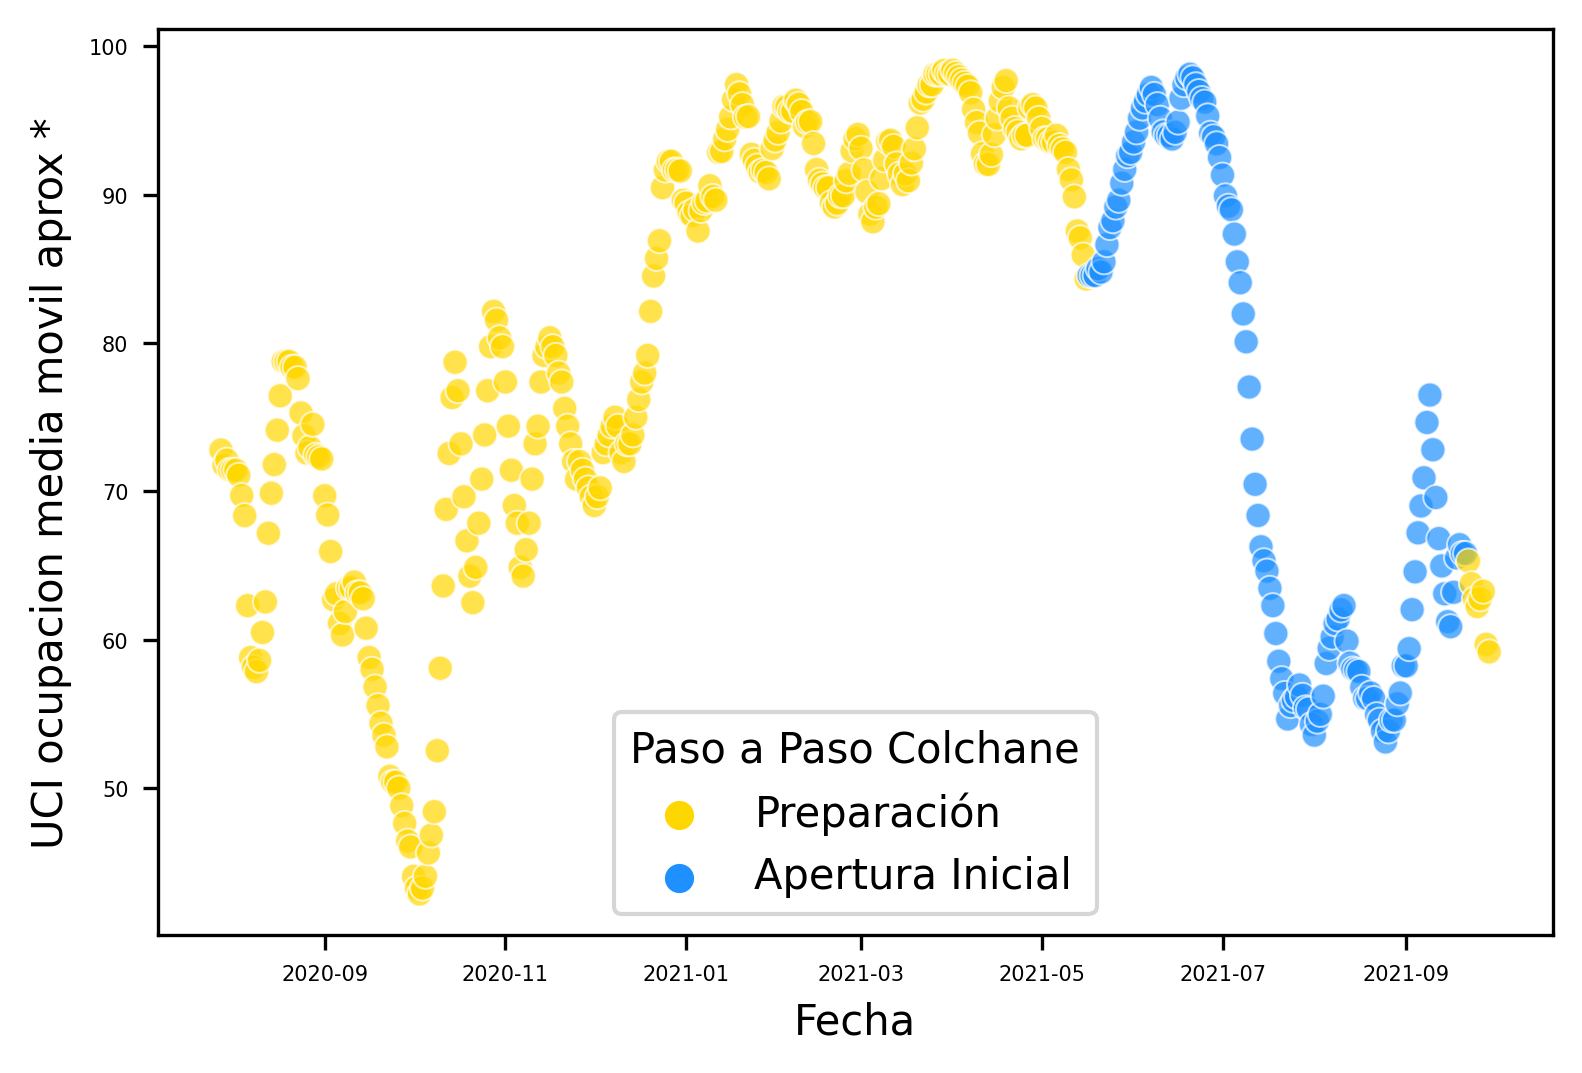 UCI ocupacion media movil aprox *
100
90
80
70
60
50
Paso a Paso Colchane
Preparación
Apertura Inicial
2020-09
2020-11
2021-01
2021-03
2021-05
2021-07
2021-09
Fecha